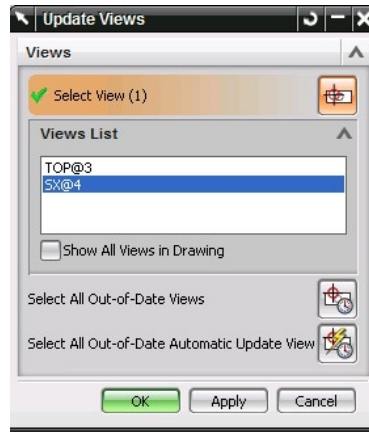 Update Views
Views
Select View (1)
Views List
TOP@3
SX@4
Show All Views in Drawing
Select All Out-of-Date Views
Select All Out-of-Date Automatic Update View
OK Apply Cancel